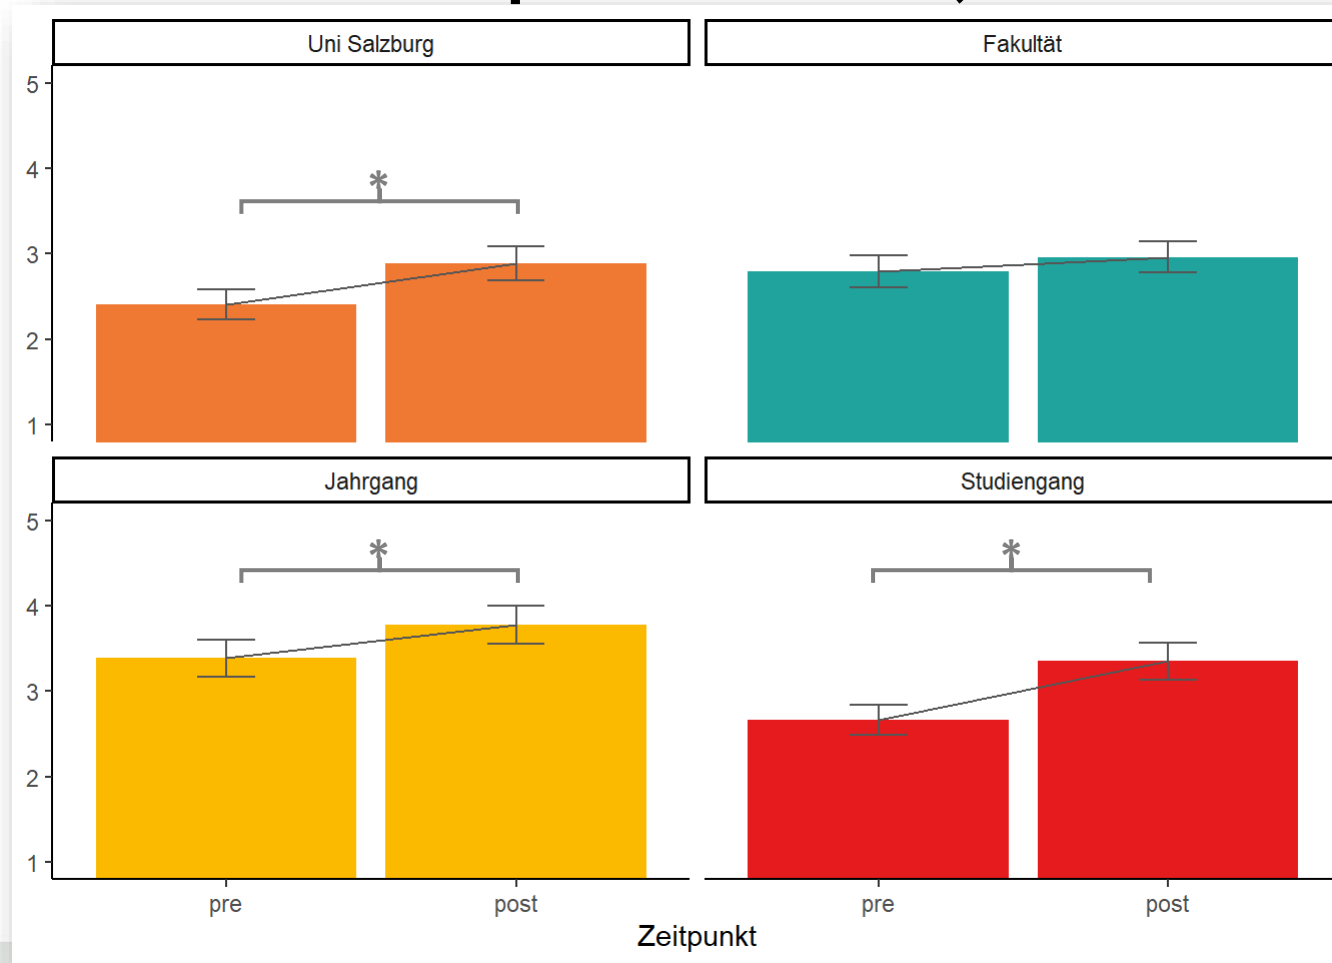 Uni Salzburg
Fakultät
5
4
*
3
2
1
Jahrgang
Studiengang
5
* *
4
3
2
1
pre post pre post
Zeitpunkt